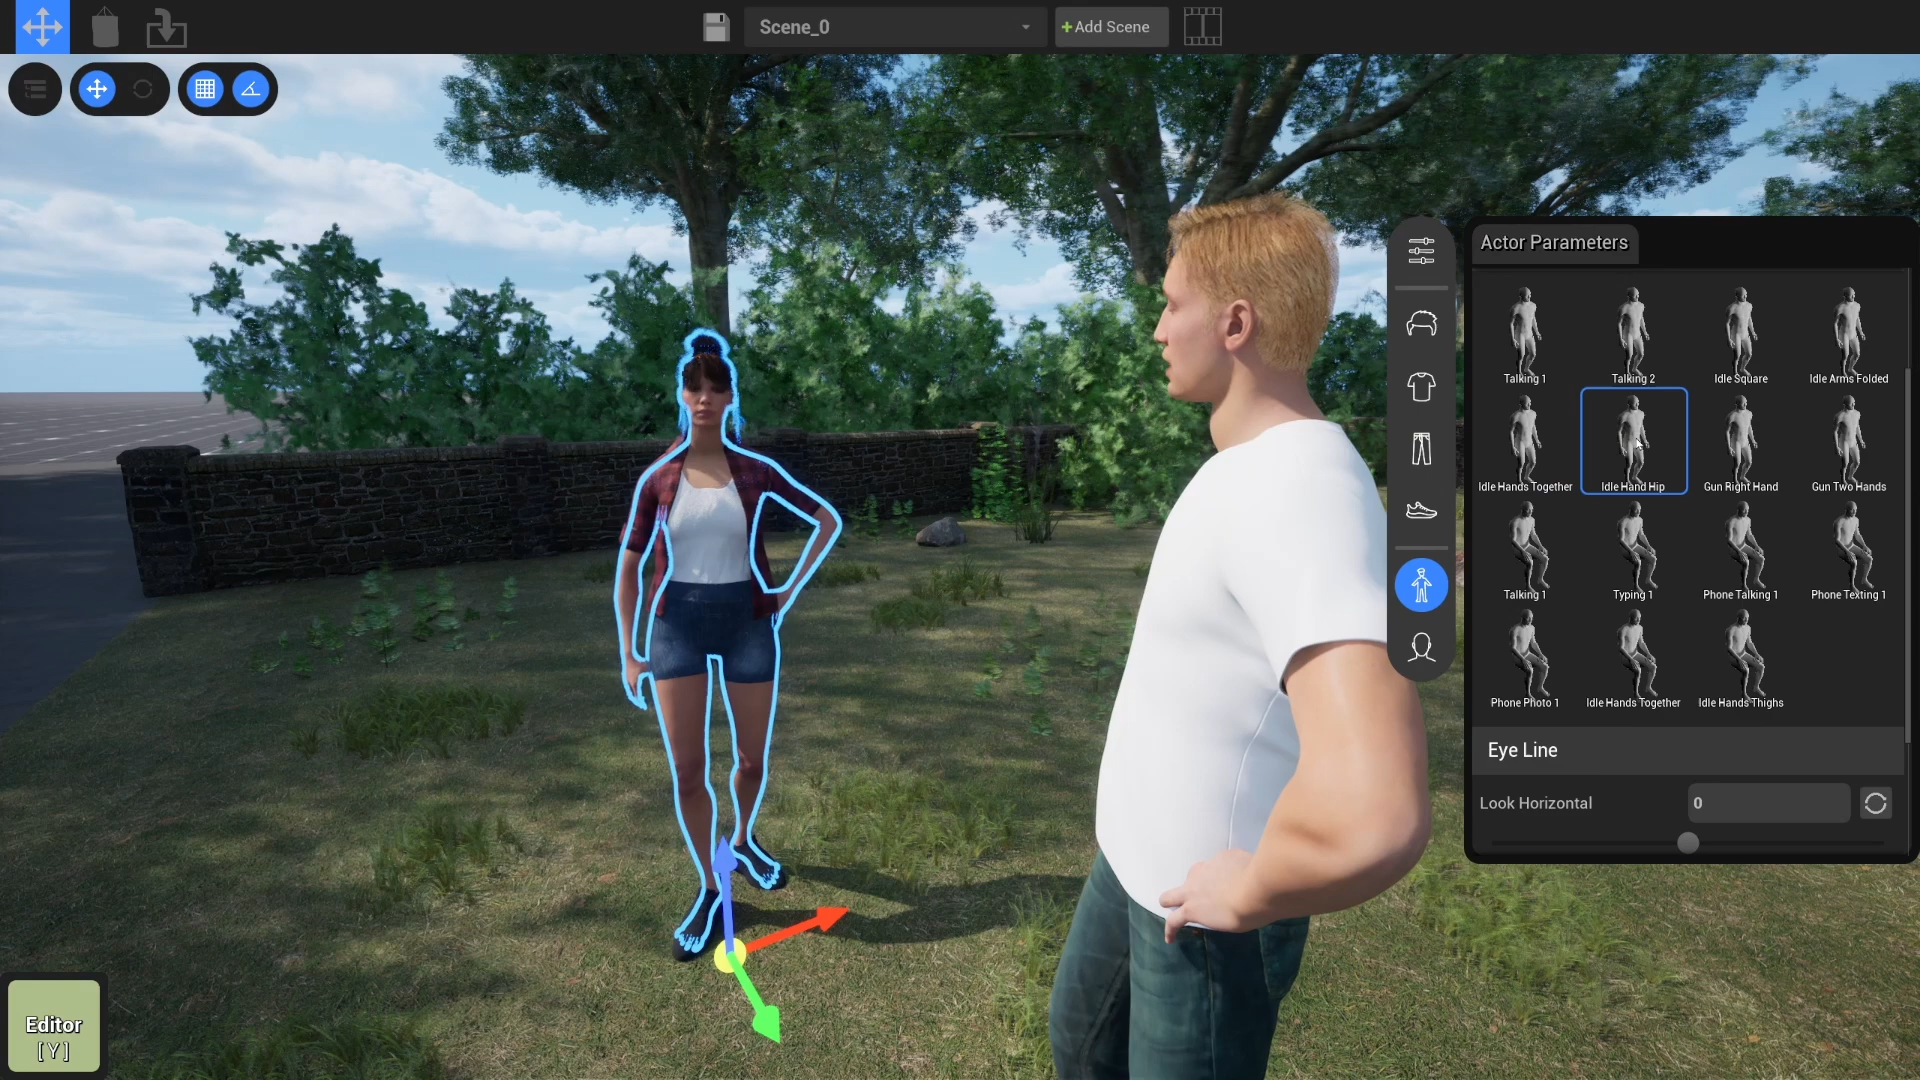 Scene_0
+Add Scene
Actor Parameters
Talking 1
Talking 2
Idle Square
Idle Arms Folded
Idle Hands Together
Idle Hand Hip
Gun Right Hand
Gun Two Hands
Talking 1
Typing 1
Phone Talking 1
Phone Texting 1
Phone Photo 1
Idle Hands Together
Idle Hands Thighs
Eye Line
Look Horizontal
0
Editor
[Y]